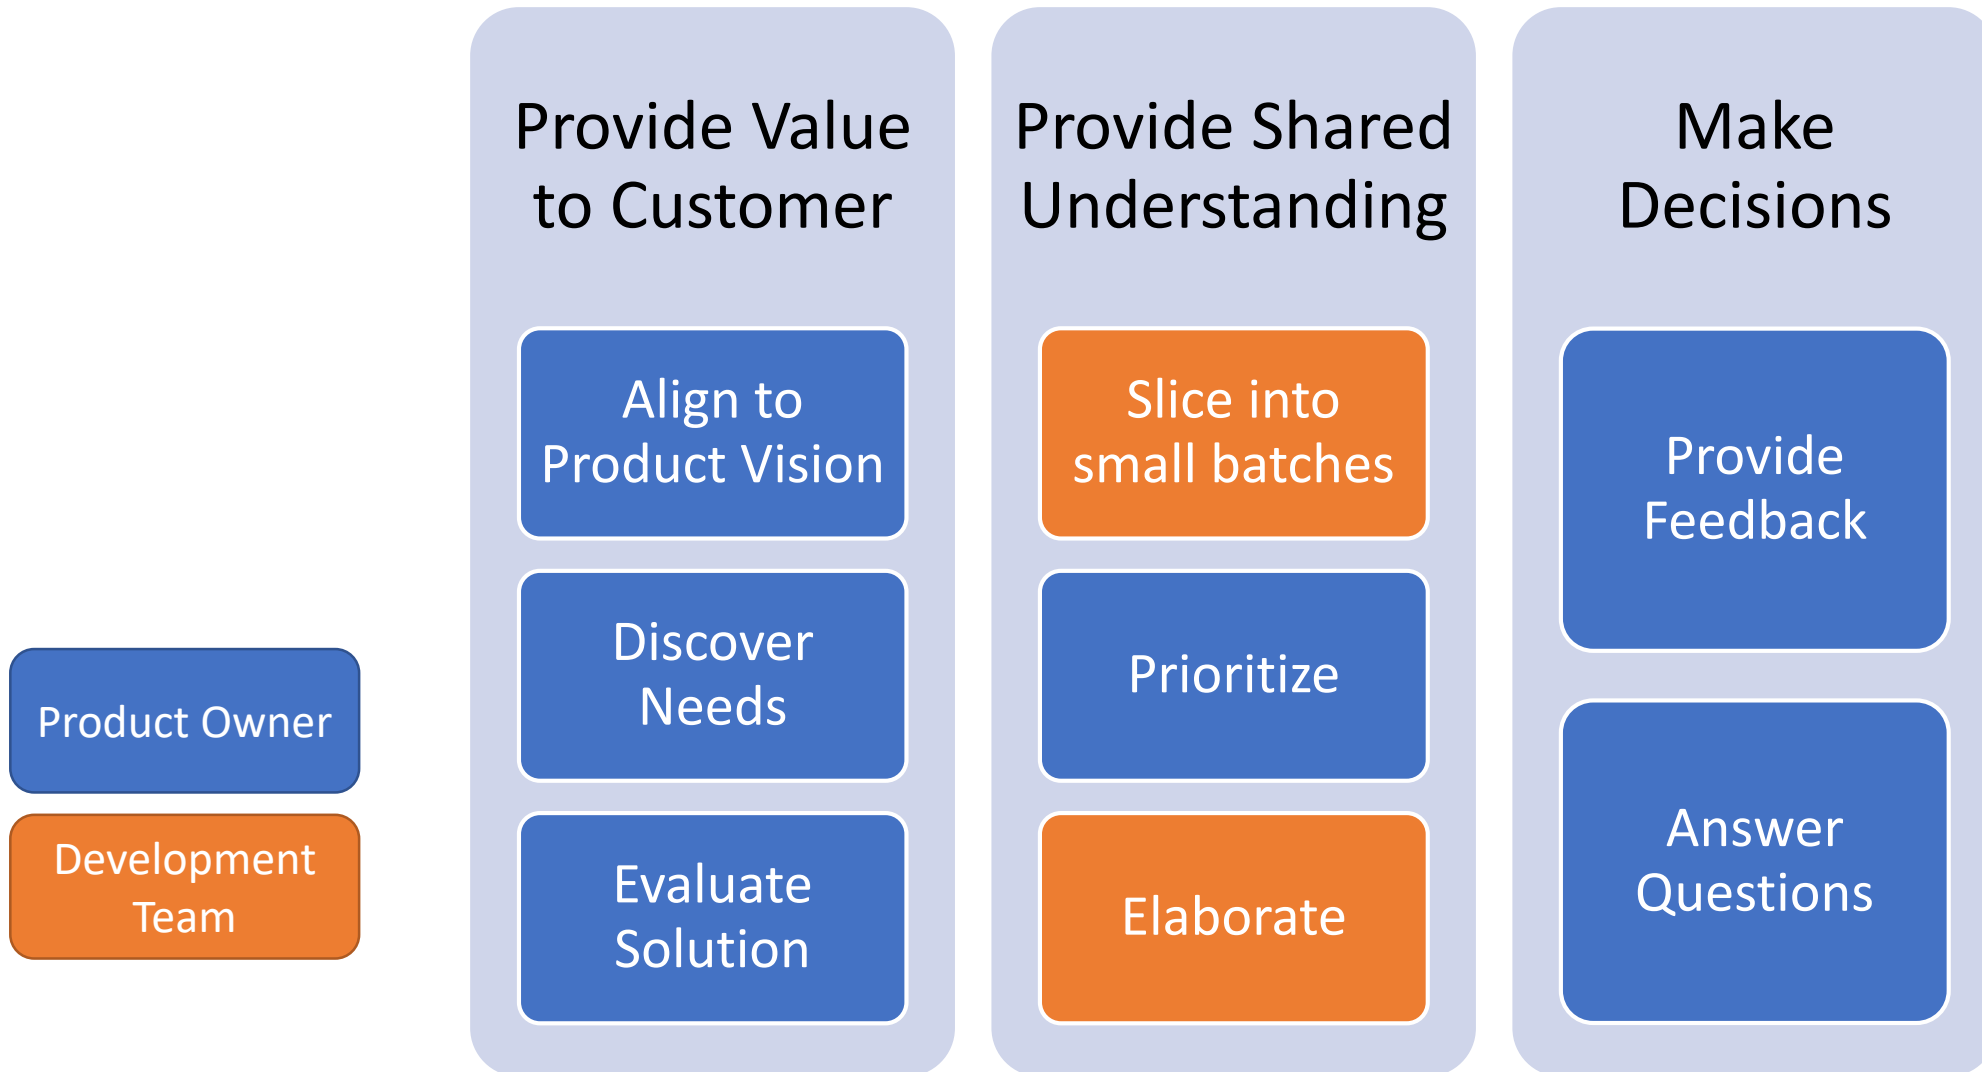 Provide Value
to Customer
Align to
Product Vision
Discover
Needs
Evaluate
Solution
Provide Shared
Understanding
Slice into
small batches
Prioritize
Elaborate
Make
Decisions
Provide
Feedback
Answer
Questions
Product Owner
Development
Team